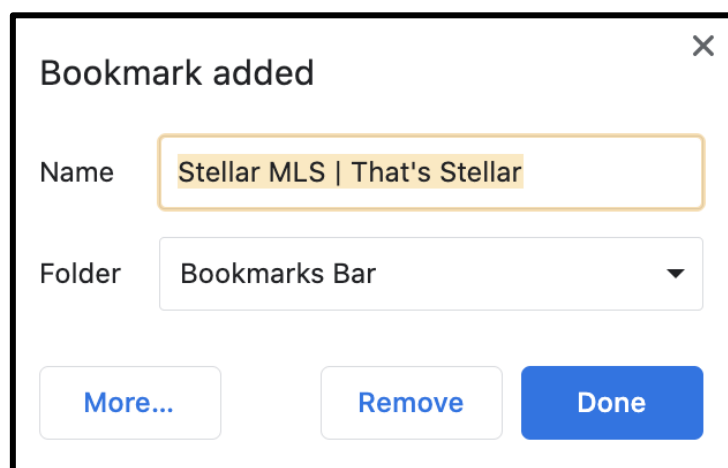 Bookmark added
Name Stellar MLS | That's Stellar
Folder Bookmarks Bar
More... Remove Done